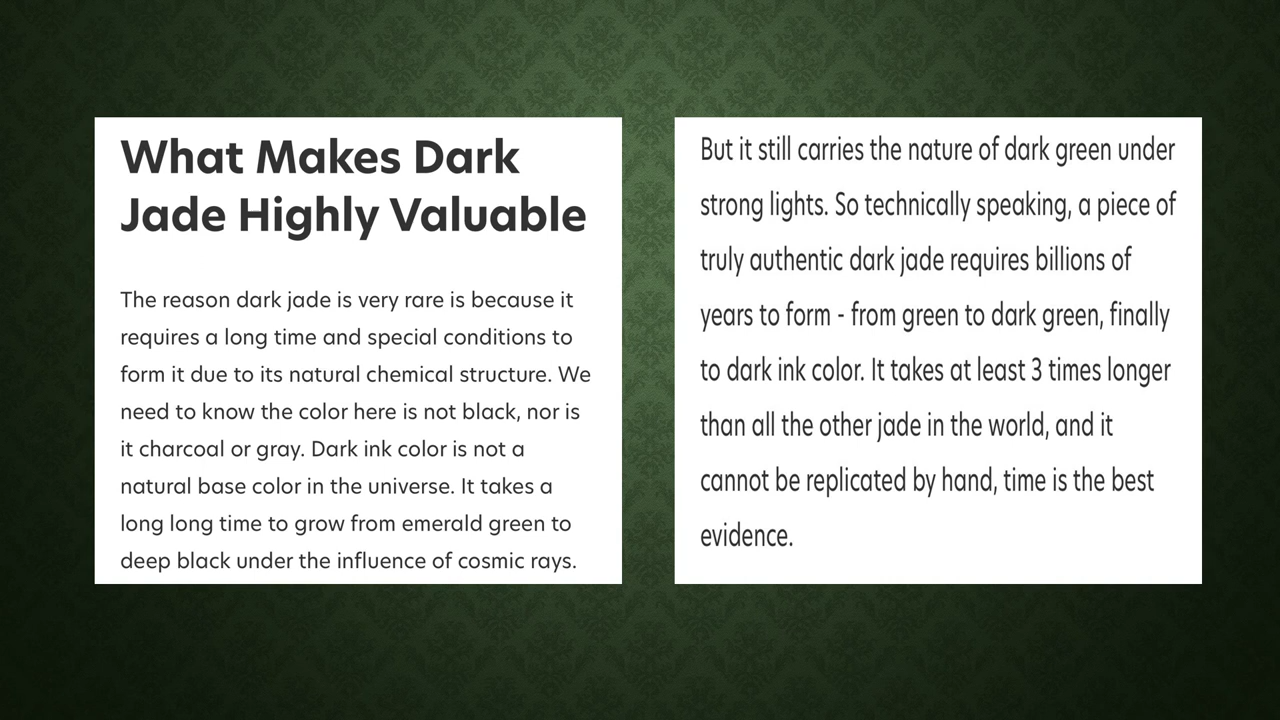 What Makes Dark
Jade Highly Valuable
The reason dark jade is very rare is because it
requires a long time and special conditions to
form it due to its natural chemical structure. We
need to know the color here is not black, nor is
it charcoal or gray. Dark ink color is not a
natural base color in the universe. It takes a
long long time to grow from emerald green to
deep black under the influence of cosmic rays.
But it still carries the nature of dark green under
strong lights. So technically speaking, a piece of
truly authentic dark jade requires billions of
years to form - from green to dark green, finally
to dark ink color. It takes at least 3 times longer
than all the other jade in the world, and it
cannot be replicated by hand, time is the best
evidence.